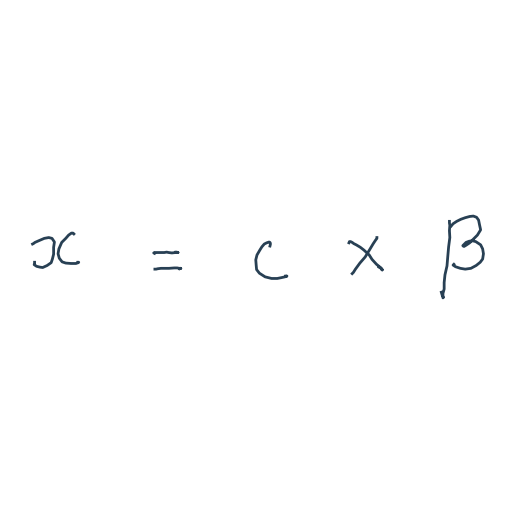 x = c × β